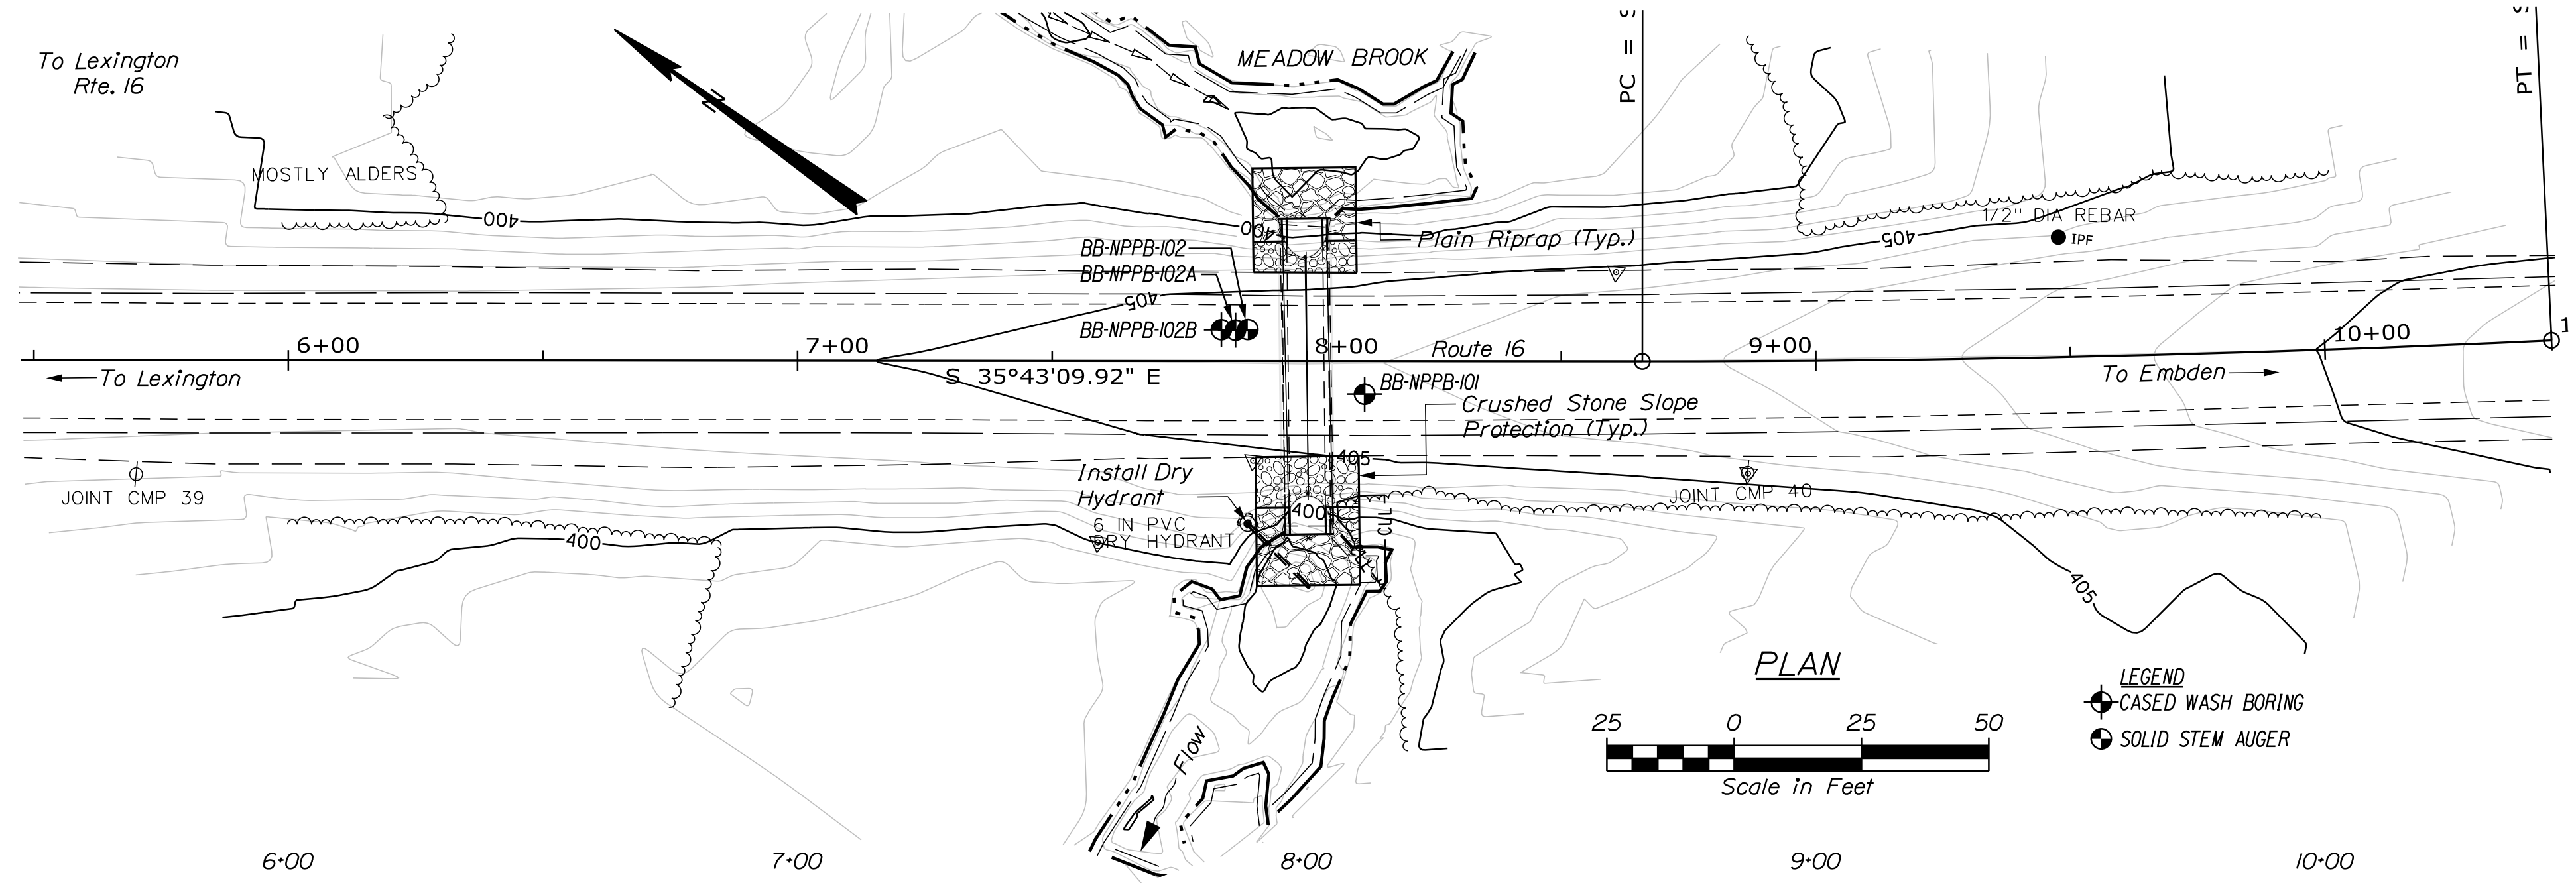 To Lexington
Rte. 16
MEADOW BROOK
PC = S
PT = S
MOSTLY ALDERS
400
400
1/2" DIA REBAR
IPF
405
Plain Riprap (Typ.)
BB-NPPB-102
BB-NPPB-102A
405
BB-NPPB-102B
6+00
7+00
8+00
Route 16
9+00
10+00
1
To Lexington
S 35°43'09.92" E
BB-NPPB-101
To Embden
Crushed Stone Slope
Protection (Typ.)
405
Install Dry
Hydrant
JOINT CMP 39
JOINT CMP 40
400
6 IN PVC
DRY HYDRANT
CUL
400
405
PLAN
LEGEND
CASED WASH BORING
SOLID STEM AUGER
25 0 25 50
Scale in Feet
Flow
6+00 7+00 8+00 9+00 10+00